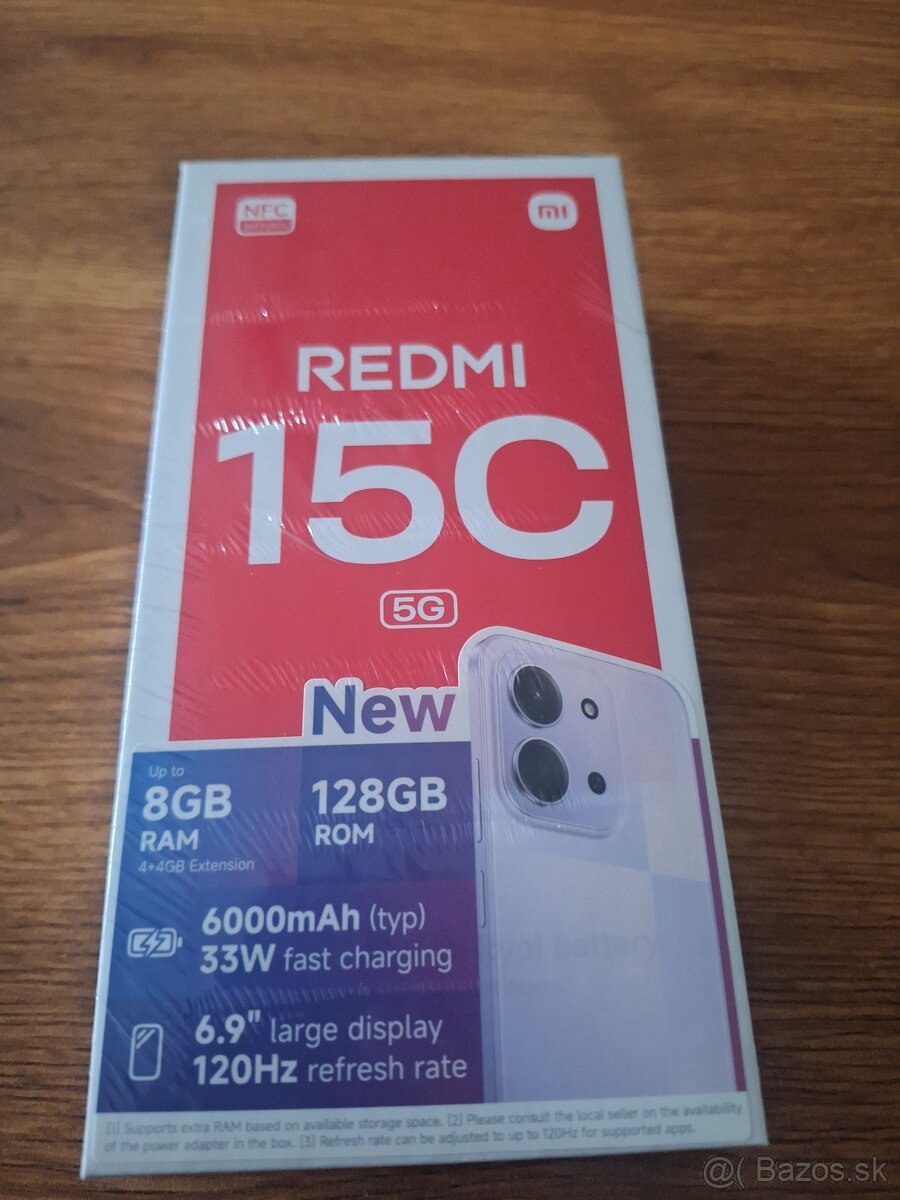 NFC
mi
REDMI
15C
5G
New
Up to
8GB
RAM
4+4GB Extension
128GB
ROM
6000mAh (typ)
33W fast charging
6.9" large display
120Hz refresh rate
[1] Supports extra RAM based on available storage space. [2] Please consult the local seller on the availability
of the power adapter in the box. [3] Refresh rate can be adjusted to up to 120Hz for supported apps.
@( Bazos.sk